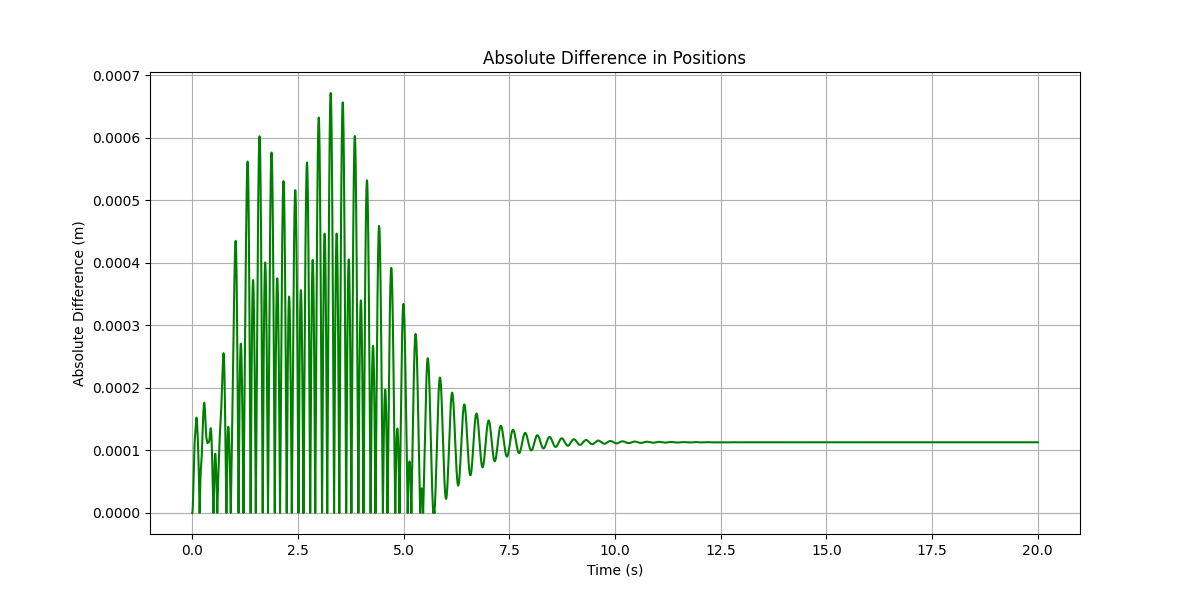 Absolute Difference in Positions
0.0007
0.0006
0.0005
0.0004
0.0003
0.0002
0.0001
0.0000
Absolute Difference (m)
0.0 2.5 5.0 7.5 10.0 12.5 15.0 17.5 20.0
Time (s)